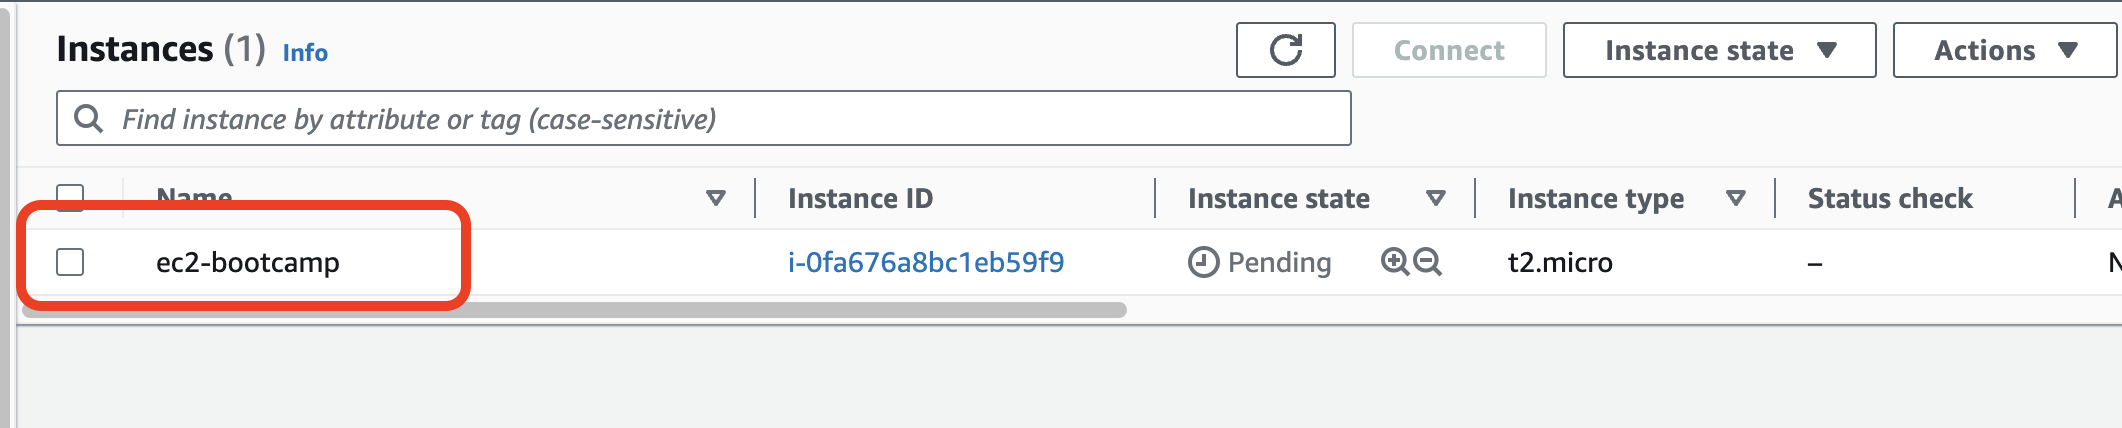 Instances (1) Info
Connect
Instance state
Actions
Find instance by attribute or tag (case-sensitive)
Name
Instance ID
Instance state
Instance type
Status check
A
ec2-bootcamp
i-0fa676a8bc1eb59f9
Pending
t2.micro
–
N